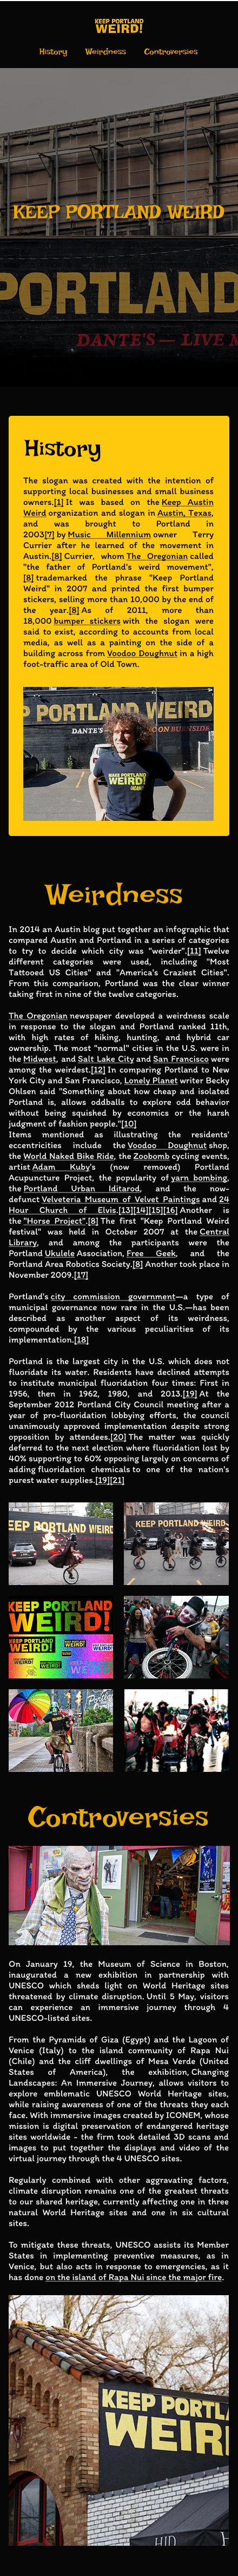 KEEP PORTLAND
WEIRD!
History Weirdness Controversies
KEEP PORTLAND WEIRD
PORTLAND
DANTE'S — LIVE M
History
The slogan was created with the intention of
supporting local businesses and small business
owners.[1] It was based on the Keep Austin
Weird organization and slogan in Austin, Texas,
and was brought to Portland in
2003[7] by Music Millennium owner Terry
Currier after he learned of the movement in
Austin.[8] Currier, whom The Oregonian called
"the father of Portland's weird movement",
[8] trademarked the phrase "Keep Portland
Weird" in 2007 and printed the first bumper
stickers, selling more than 10,000 by the end of
the year.[8] As of 2011, more than
18,000 bumper stickers with the slogan were
said to exist, according to accounts from local
media, as well as a painting on the side of a
building across from Voodoo Doughnut in a high
foot-traffic area of Old Town.
P PORTLAND WEIRD
DANTE'S
ON BURNSIDE
KEEP PORTLAND
WEIRD!
Weirdness
In 2014 an Austin blog put together an infographic that
compared Austin and Portland in a series of categories
to try to decide which city was "weirder".[11] Twelve
different categories were used, including "Most
Tattooed US Cities" and "America's Craziest Cities".
From this comparison, Portland was the clear winner
taking first in nine of the twelve categories.
The Oregonian newspaper developed a weirdness scale
in response to the slogan and Portland ranked 11th,
with high rates of hiking, hunting, and hybrid car
ownership. The most "normal" cities in the U.S. were in
the Midwest, and Salt Lake City and San Francisco were
among the weirdest.[12] In comparing Portland to New
York City and San Francisco, Lonely Planet writer Becky
Ohlsen said "Something about how cheap and isolated
Portland is, allows oddballs to explore odd behavior
without being squished by economics or the harsh
judgment of fashion people."[10]
Items mentioned as illustrating the residents'
eccentricities include the Voodoo Doughnut shop,
the World Naked Bike Ride, the Zoobomb cycling events,
artist Adam Kuby's (now removed) Portland
Acupuncture Project, the popularity of yarn bombing,
the Portland Urban Iditarod, and the now-
defunct Velveteria Museum of Velvet Paintings and 24
Hour Church of Elvis.[13][14][15][16] Another is
the "Horse Project".[8] The first "Keep Portland Weird
festival" was held in October 2007 at the Central
Library, and among the participants were the
Portland Ukulele Association, Free Geek, and the
Portland Area Robotics Society.[8] Another took place in
November 2009.[17]
Portland's city commission government—a type of
municipal governance now rare in the U.S.—has been
described as another aspect of its weirdness,
compounded by the various peculiarities of its
implementation.[18]
Portland is the largest city in the U.S. which does not
fluoridate its water. Residents have declined attempts
to institute municipal fluoridation four times: First in
1956, then in 1962, 1980, and 2013.[19] At the
September 2012 Portland City Council meeting after a
year of pro-fluoridation lobbying efforts, the council
unanimously approved implementation despite strong
opposition by attendees.[20] The matter was quickly
deferred to the next election where fluoridation lost by
40% supporting to 60% opposing largely on concerns of
adding fluoridation chemicals to one of the nation's
purest water supplies.[19][21]
KEEP PORTLAND
WEIRD!
Controversies
On January 19, the Museum of Science in Boston,
inaugurated a new exhibition in partnership with
UNESCO which sheds light on World Heritage sites
threatened by climate disruption. Until 5 May, visitors
can experience an immersive journey through 4
UNESCO-listed sites.
From the Pyramids of Giza (Egypt) and the Lagoon of
Venice (Italy) to the island community of Rapa Nui
(Chile) and the cliff dwellings of Mesa Verde (United
States of America), the exhibition, Changing
Landscapes: An Immersive Journey, allows visitors to
explore emblematic UNESCO World Heritage sites,
while raising awareness of one of the threats they each
face. With immersive images created by ICONEM, whose
mission is digital preservation of endangered heritage
sites worldwide - the firm took detailed 3D scans and
images to put together the displays and video of the
virtual journey through the 4 UNESCO sites.
Regularly combined with other aggravating factors,
climate disruption remains one of the greatest threats
to our shared heritage, currently affecting one in three
natural World Heritage sites and one in six cultural
sites.
To mitigate these threats, UNESCO assists its Member
States in implementing preventive measures, as in
Venice, but also acts in response to emergencies, as it
has done on the island of Rapa Nui since the major fire.
KEEP PORTL
WEIR